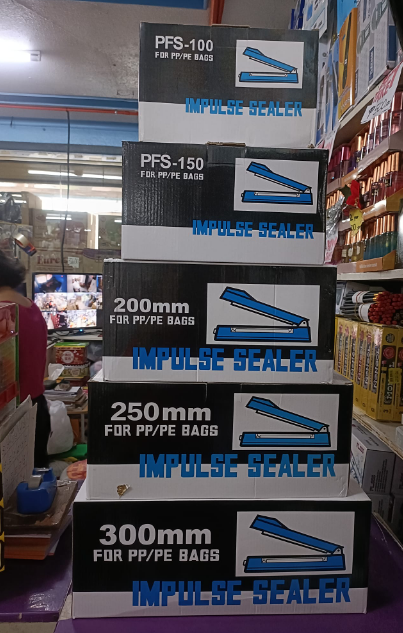 PFS-100
FOR PP/PE BAGS
IMPULSE SEALER
PFS-150
FOR PP/PE BAGS
IMPULSE SEALER
200mm
FOR PP/PE BAGS
IMPULSE SEALER
250mm
FOR PP/PE BAGS
IMPULSE SEALER
300mm
FOR PP/PE BAGS
IMPULSE SEALER